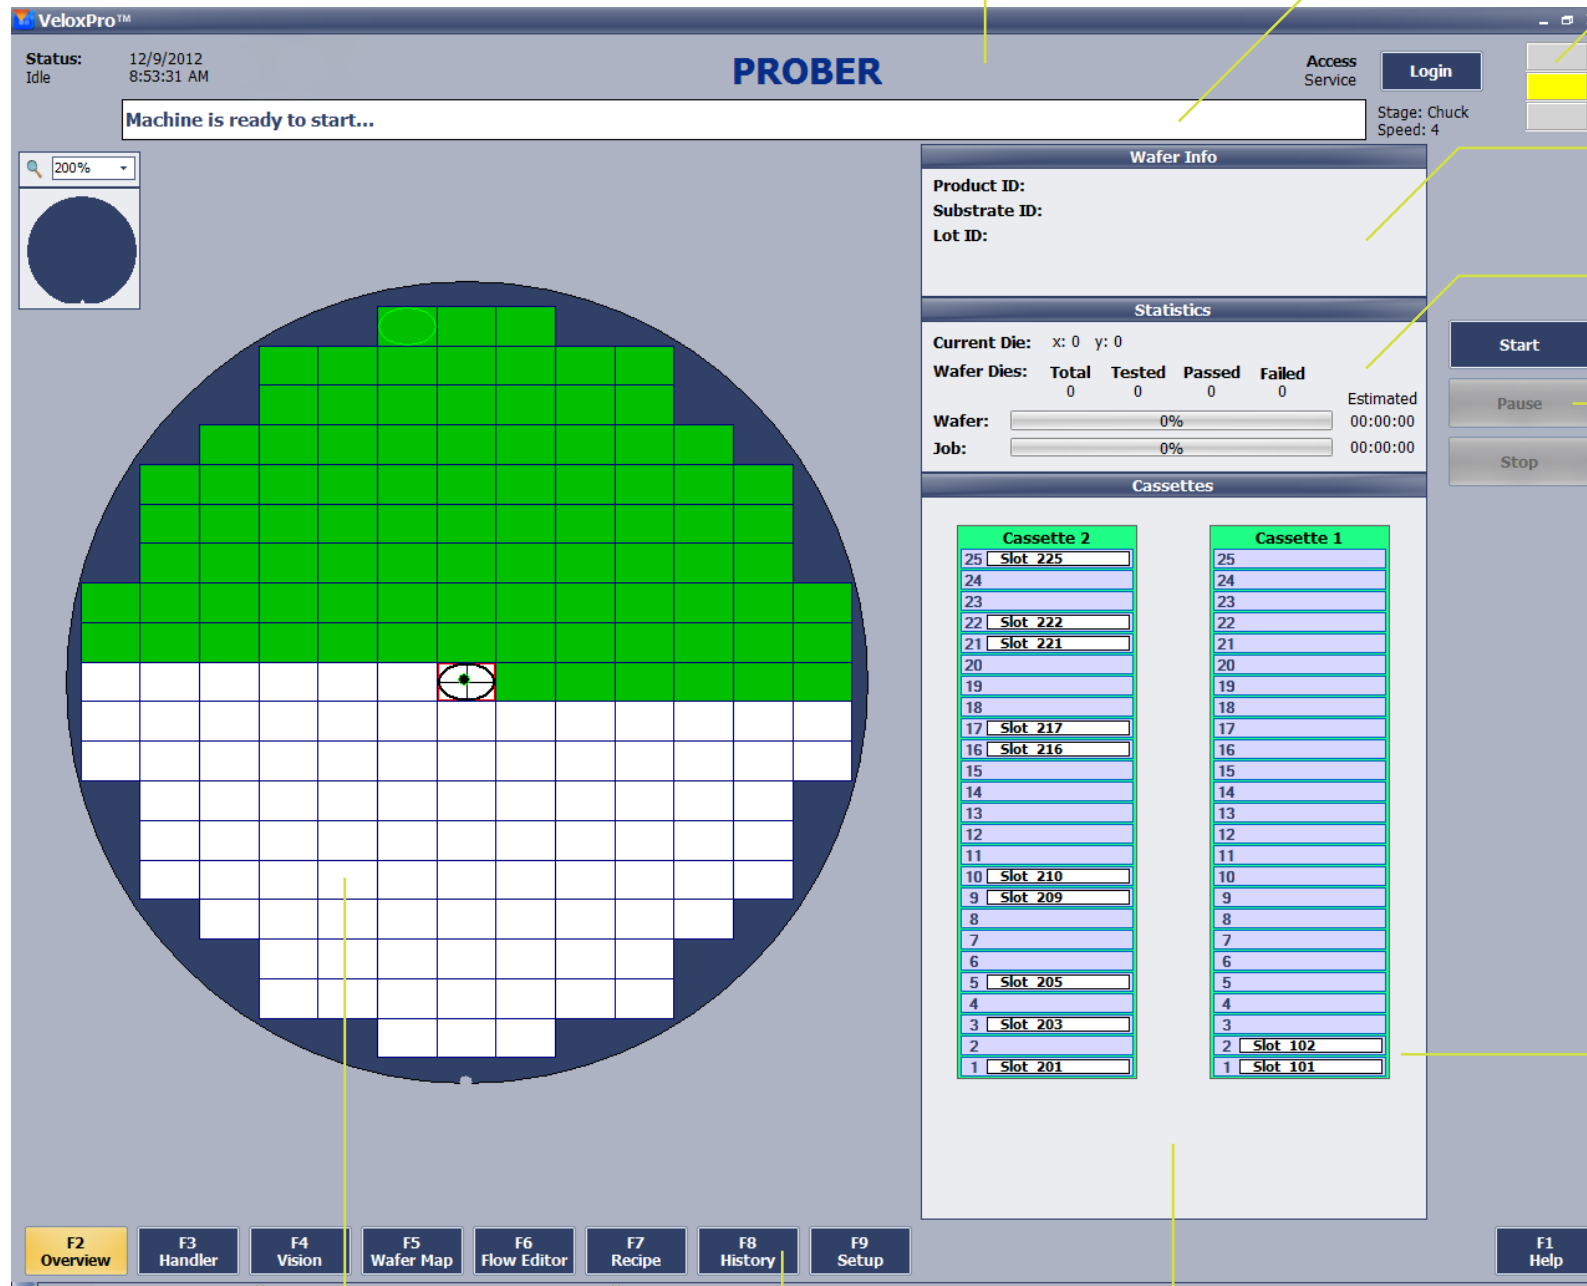 VeloxPro™
Status:
Idle
12/9/2012
8:53:31 AM
PROBER
Access
Service
Login
Machine is ready to start...
Stage: Chuck
Speed: 4
200%
Wafer Info
Product ID:
Substrate ID:
Lot ID:
Statistics
Current Die: x: 0 y: 0
Wafer Dies: Total Tested Passed Failed
0 0 0 0
Estimated
Wafer: 0% 00:00:00
Job: 0% 00:00:00
Start
Pause
Stop
Cassettes
Cassette 2
25 Slot 225
24
23
22 Slot 222
21 Slot 221
20
19
18
17 Slot 217
16 Slot 216
15
14
13
12
11
10 Slot 210
9 Slot 209
8
7
6
5 Slot 205
4
3 Slot 203
2
1 Slot 201
Cassette 1
25
24
23
22
21
20
19
18
17
16
15
14
13
12
11
10
9
8
7
6
5
4
3
2 Slot 102
1 Slot 101
F2
Overview
F3
Handler
F4
Vision
F5
Wafer Map
F6
Flow Editor
F7
Recipe
F8
History
F9
Setup
F1
Help